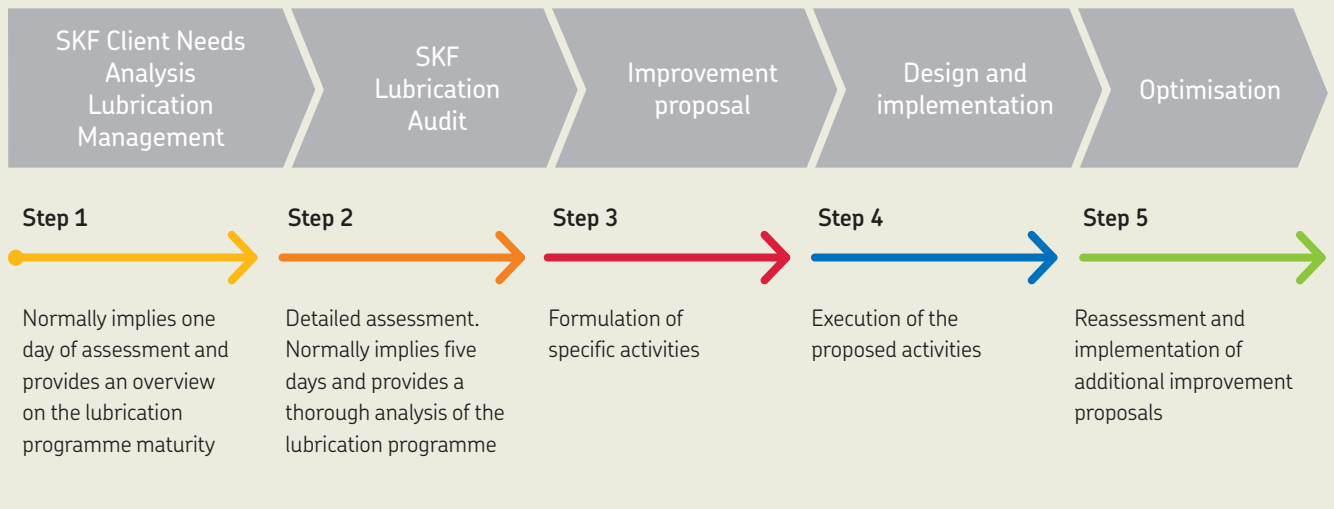 SKF Client Needs
Analysis
Lubrication
Management
SKF
Lubrication
Audit
Improvement
proposal
Design and
implementation
Optimisation
Step 1
Normally implies one
day of assessment and
provides an overview
on the lubrication
programme maturity
Step 2
Detailed assessment.
Normally implies five
days and provides a
thorough analysis of the
lubrication programme
Step 3
Formulation of
specific activities
Step 4
Execution of the
proposed activities
Step 5
Reassessment and
implementation of
additional improvement
proposals